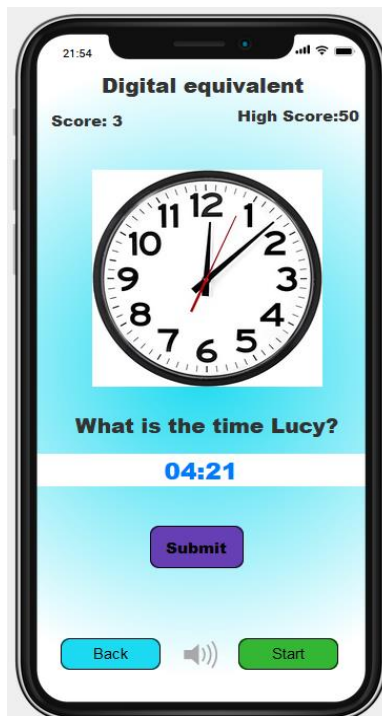 21:54
Digital equivalent
Score: 3
High Score:50
12
11
1
10
2
9
3
8
4
7
5
6
What is the time Lucy?
04:21
Submit
Back
Start